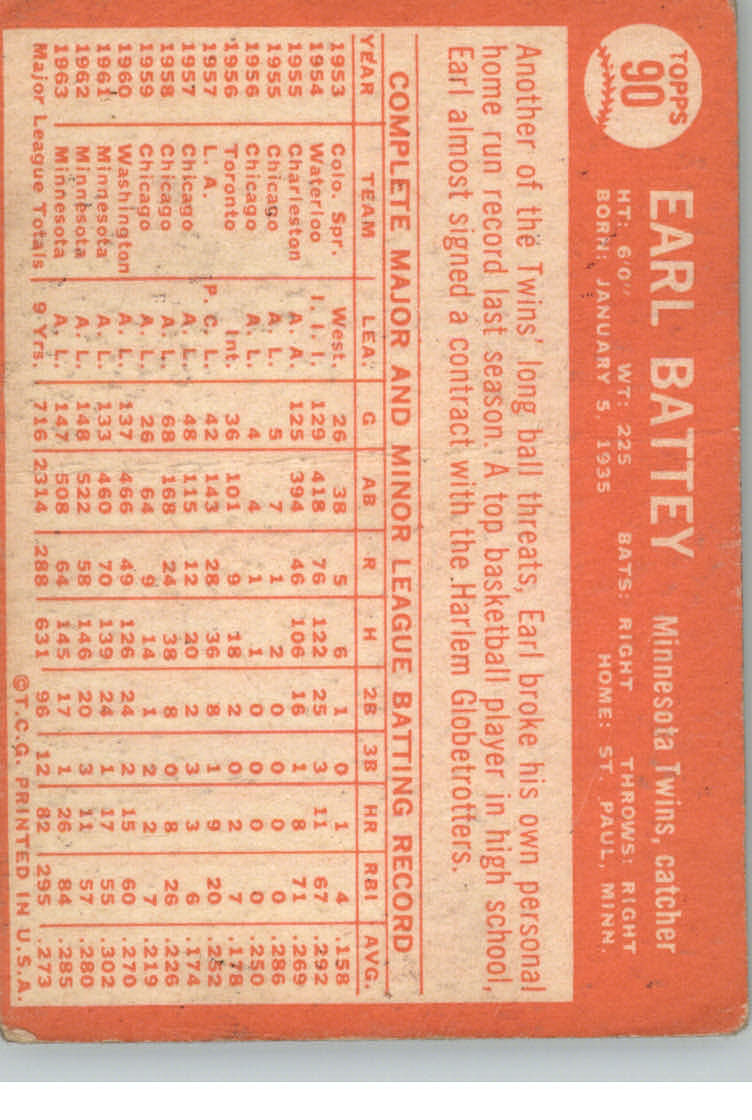 TOPPS
90
EARL BATTEY Minnesota Twins, catcher
HT: 6'0" WT: 225 BATS: RIGHT THROWS: RIGHT
BORN: JANUARY 5, 1935 HOME: ST. PAUL, MINN.
Another of the Twins' long ball threats, Earl broke his own personal
home run record last season. A top basketball player in high school,
Earl almost signed a contract with the Harlem Globetrotters.
COMPLETE MAJOR AND MINOR LEAGUE BATTING RECORD
YEAR TEAM LEA. G AB R H 2B 3B HR RBI AVG.
1953 Colo. Spr. West. 26 38 5 6 1 0 1 4 .158
1954 Waterloo I. I. I. 129 418 76 122 25 3 11 67 .292
1955 Charleston A. A. 125 394 46 106 16 1 8 71 .269
1955 Chicago A. L. 5 7 1 2 0 0 0 0 .286
1956 Chicago A. L. 4 4 1 1 0 0 0 0 .250
1956 Toronto Int. 36 101 9 18 2 0 2 7 .178
1957 L. A. P. C. L. 42 143 28 36 8 1 9 20 .252
1957 Chicago A. L. 48 115 12 20 2 3 3 6 .174
1958 Chicago A. L. 68 168 24 38 8 0 8 26 .226
1959 Chicago A. L. 26 64 9 14 1 2 2 7 .219
1960 Washington A. L. 137 466 49 126 24 2 15 60 .270
1961 Minnesota A. L. 133 460 70 139 24 1 17 55 .302
1962 Minnesota A. L. 148 522 58 146 20 3 11 57 .280
1963 Minnesota A. L. 147 508 64 145 17 1 26 84 .285
Major League Totals 9 Yrs. 716 2314 288 631 96 12 82 295 .273
©T.C.G. PRINTED IN U.S.A.